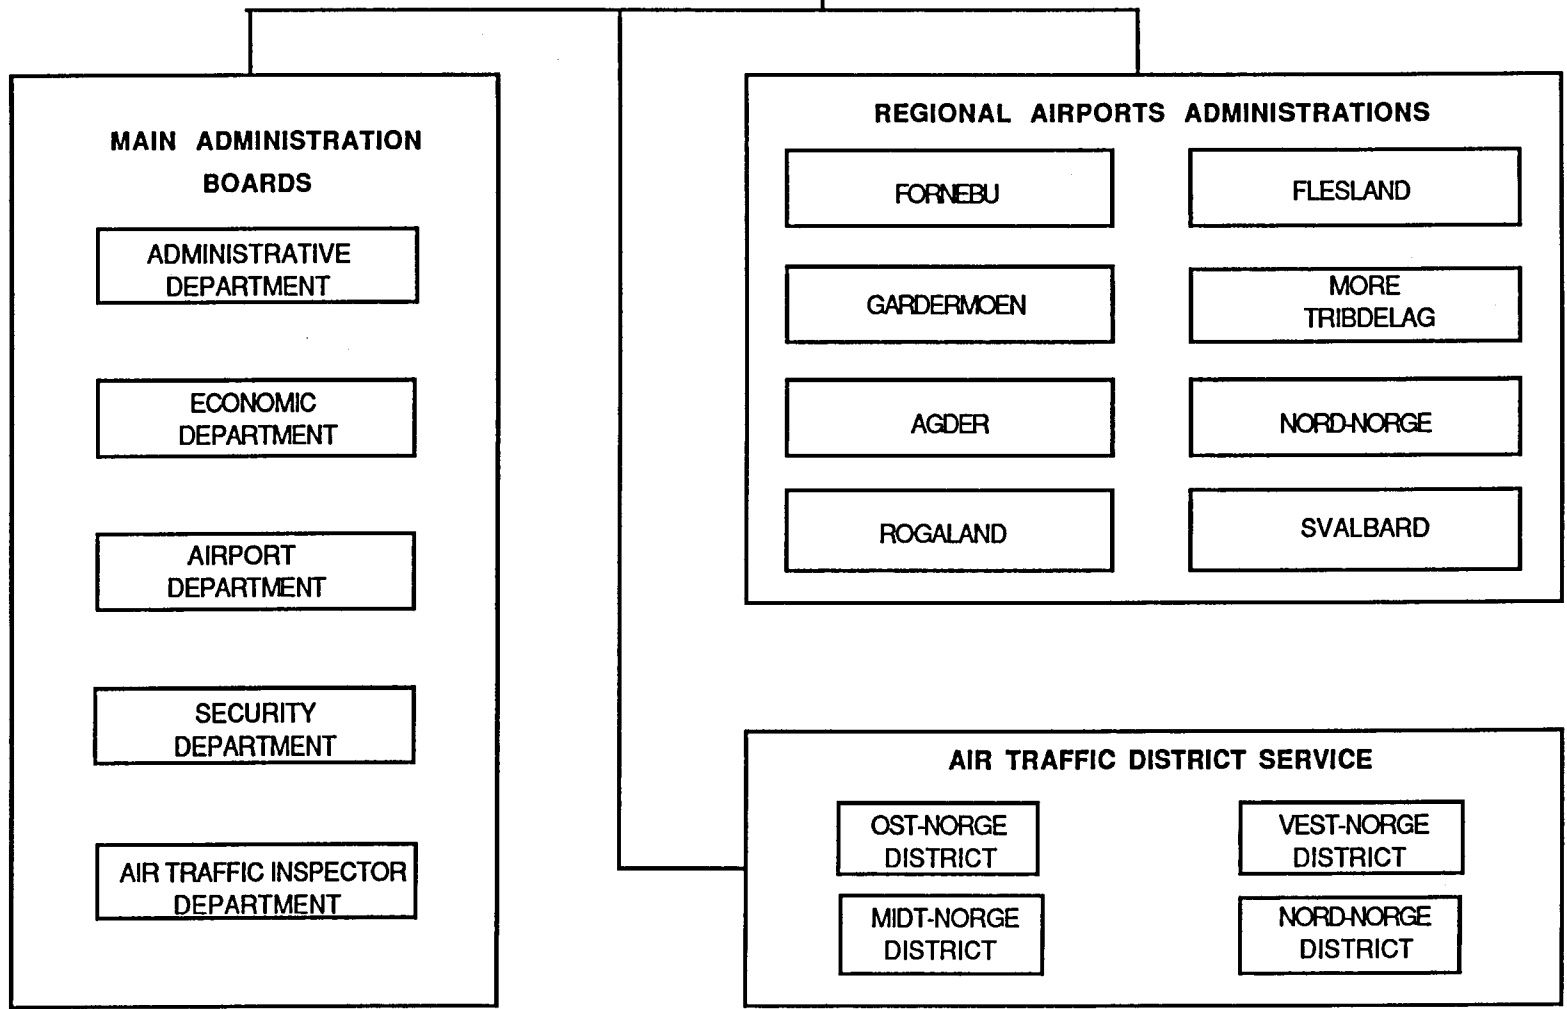 MAIN ADMINISTRATION
BOARDS
ADMINISTRATIVE
DEPARTMENT
ECONOMIC
DEPARTMENT
AIRPORT
DEPARTMENT
SECURITY
DEPARTMENT
AIR TRAFFIC INSPECTOR
DEPARTMENT
REGIONAL AIRPORTS ADMINISTRATIONS
FORNEBU
FLESLAND
GARDERMOEN
MORE
TRIBDELAG
AGDER
NORD-NORGE
ROGALAND
SVALBARD
AIR TRAFFIC DISTRICT SERVICE
OST-NORGE
DISTRICT
VEST-NORGE
DISTRICT
MIDT-NORGE
DISTRICT
NORD-NORGE
DISTRICT